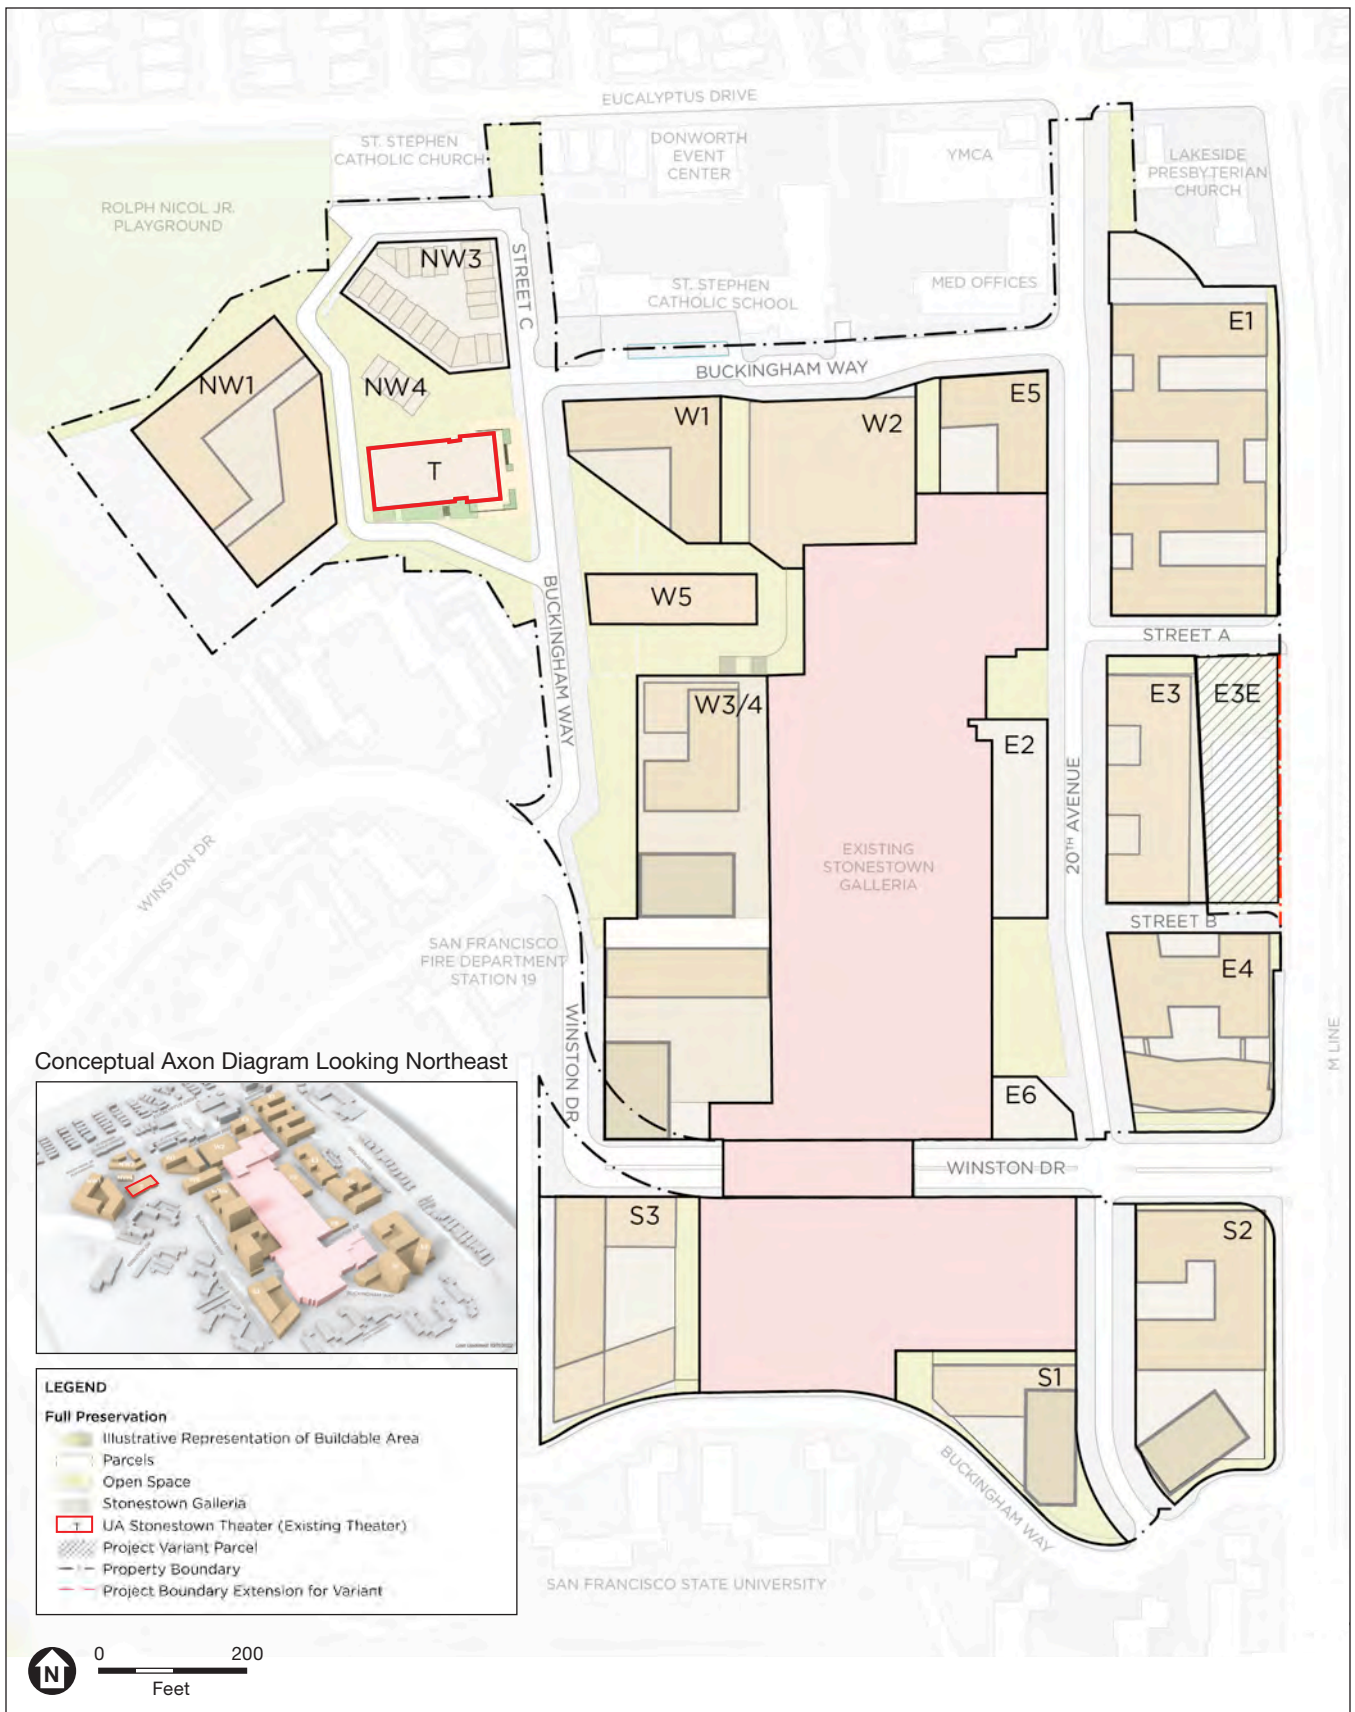 EUCALYPTUS DRIVE
ST. STEPHEN
CATHOLIC CHURCH
DONWORTH
EVENT
CENTER
YMCA
LAKESIDE
PRESBYTERIAN
CHURCH
ROLPH NICOL JR.
PLAYGROUND
NW3
STREET C
ST. STEPHEN
CATHOLIC SCHOOL
MED OFFICES
E1
BUCKINGHAM WAY
NW1
NW4
W1
W2
E5
T
W5
BUCKINGHAM WAY
STREET A
W3/4
E3
E3E
E2
20TH AVENUE
EXISTING
STONESTOWN
GALLERIA
WINSTON DR
STREET B
SAN FRANCISCO
FIRE DEPARTMENT
STATION 19
E4
WINSTON DR
M LINE
E6
WINSTON DR
S3
S2
S1
BUCKINGHAM WAY
SAN FRANCISCO STATE UNIVERSITY
Conceptual Axon Diagram Looking Northeast
LEGEND
Full Preservation
Illustrative Representation of Buildable Area
Parcels
Open Space
Stonestown Galleria
T UA Stonestown Theater (Existing Theater)
Project Variant Parcel
Property Boundary
Project Boundary Extension for Variant
N
0 200
Feet